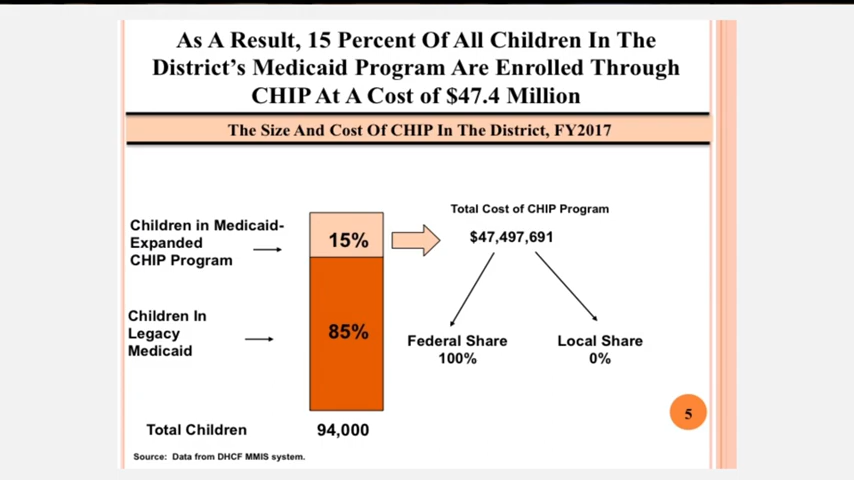 As A Result, 15 Percent Of All Children In The
District's Medicaid Program Are Enrolled Through
CHIP At A Cost of $47.4 Million
The Size And Cost Of CHIP In The District, FY2017
Total Cost of CHIP Program
$47,497,691
Children in Medicaid-
Expanded
CHIP Program
15%
Children In
Legacy
Medicaid
85%
Federal Share
100%
Local Share
0%
5
Total Children
94,000
Source: Data from DHCF MMIS system.